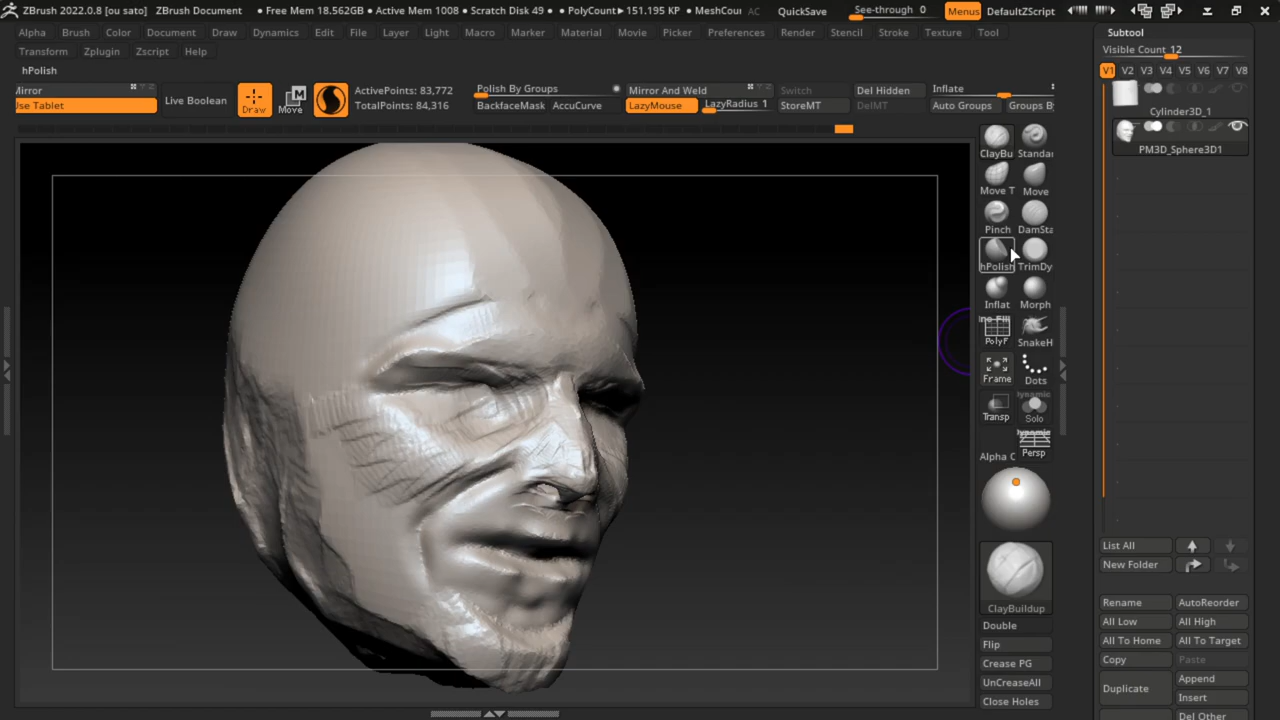 ZBrush 2022.0.8 [ou sato] ZBrush Document • Free Mem 18.562GB • Active Mem 1008 • Scratch Disk 49 • PolyCount▸151.195 KP • MeshCou AC QuickSave See-through 0 Menus DefaultZScript
Alpha Brush Color Document Draw Dynamics Edit File Layer Light Macro Marker Material Movie Picker Preferences Render Stencil Stroke Texture Tool
Transform Zplugin Zscript Help
hPolish
Mirror
Use Tablet
Live Boolean
Draw
Move
ActivePoints: 83,772
TotalPoints: 84,316
Polish By Groups
BackfaceMask AccuCurve
Mirror And Weld
LazyMouse LazyRadius 1
Switch
StoreMT
Del Hidden
DelMT
Inflate
Auto Groups Groups By
ClayBu Standa
Move T Move
Pinch DamSta
hPolish TrimDy
Inflat Morph
PolyF SnakeH
Frame Dots
Transp Dynamic Solo
Persp
Alpha C
ClayBuildup
Double
Flip
Crease PG
UnCreaseAll
Close Holes
Subtool
Visible Count 12
V1 V2 V3 V4 V5 V6 V7 V8
Cylinder3D_1
PM3D_Sphere3D1
List All
New Folder
Rename AutoReorder
All Low All High
All To Home All To Target
Copy Paste
Duplicate Append
Insert
Del Other